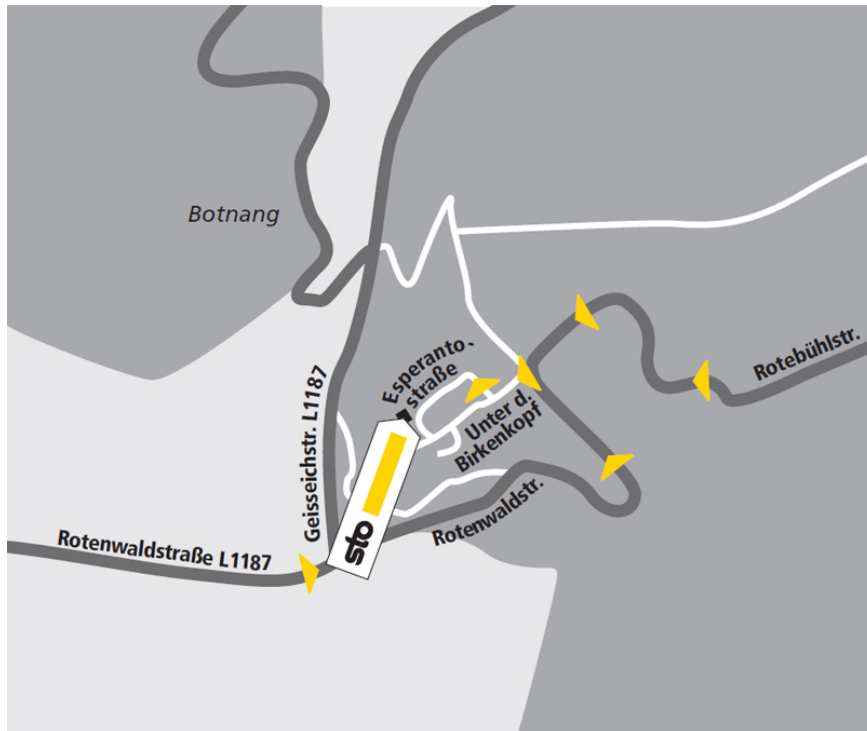 Botnang
Rotebühlstr.
Esperanto-
straße
Geisseichstr. L1187
Unter d.
Birkenkopf
sto
Rotenwaldstr.
Rotenwaldstraße L1187